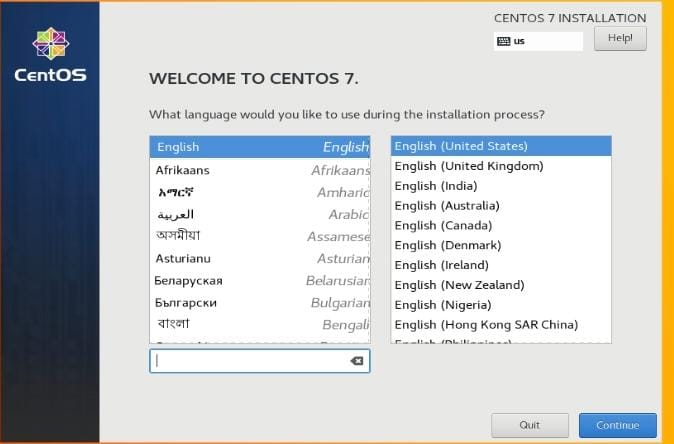 CENTOS 7 INSTALLATION
us
Help!
CentOS
WELCOME TO CENTOS 7.
What language would you like to use during the installation process?
English English
Afrikaans Afrikaans
አማርኛ Amharic
العربية Arabic
অসমীয়া Assamese
Asturianu Asturian
Беларуская Belarusian
Български Bulgarian
বাংলা Bengali
English (United States)
English (United Kingdom)
English (India)
English (Australia)
English (Canada)
English (Denmark)
English (Ireland)
English (New Zealand)
English (Nigeria)
English (Hong Kong SAR China)
English (Philippines)
Quit
Continue